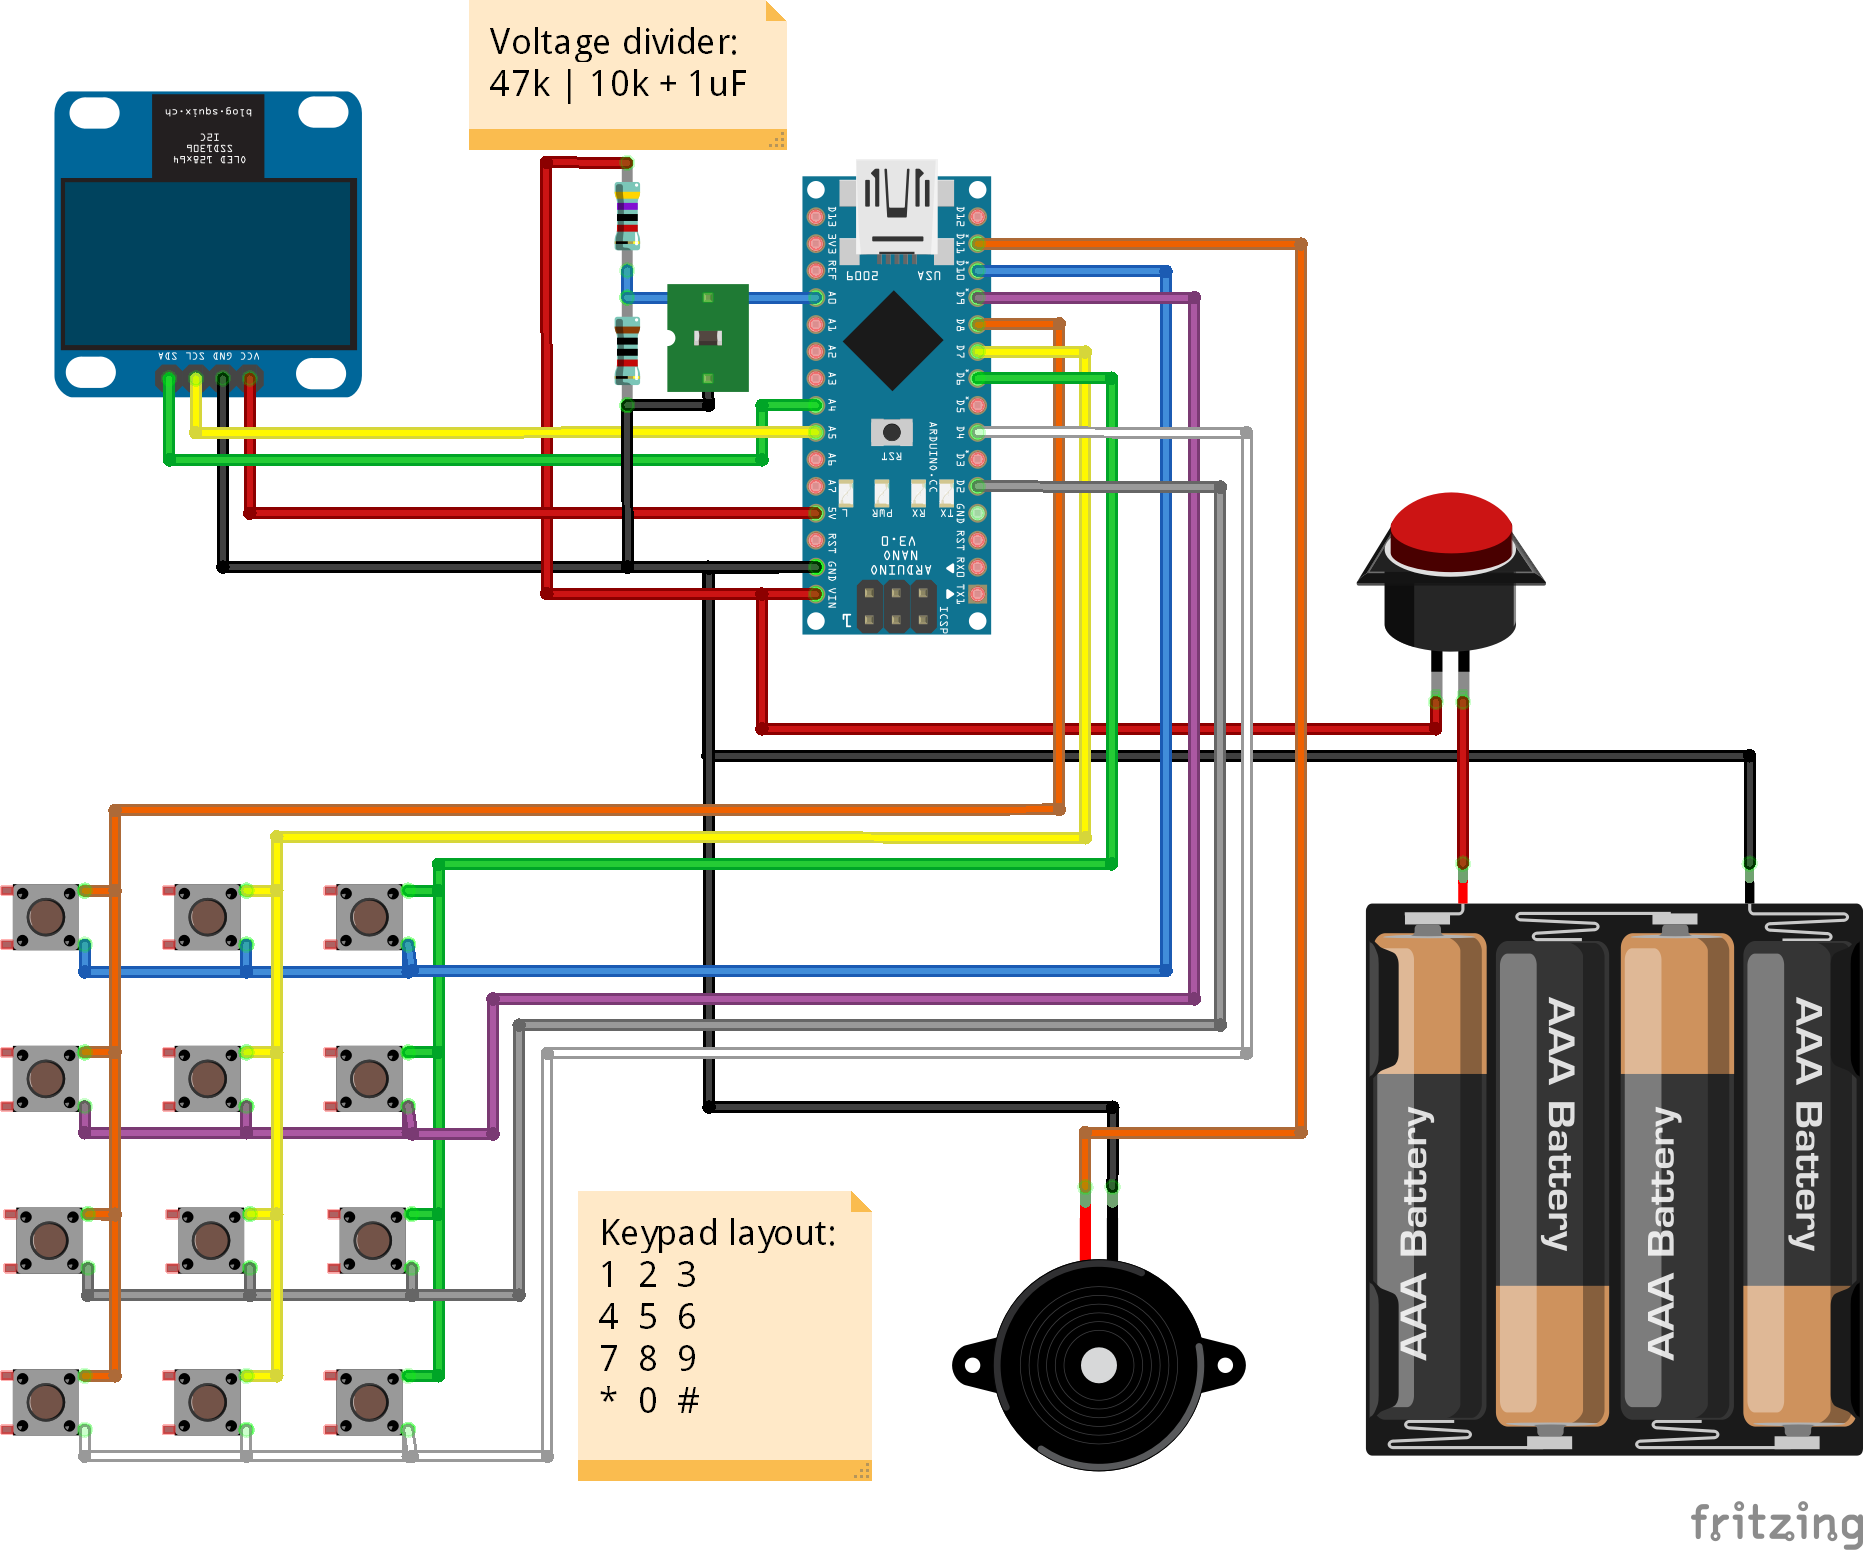 Voltage divider:
47k | 10k + 1uF
blog.squix.ch
I2C
SSD1306
OLED 128x64
SDA SCL GND VCC
D13
3V3
REF
A0
A1
A2
A3
A4
A5
A6
A7
5V
RST
GND
VIN
D12
D11
D10
D9
D8
D7
D6
D5
D4
D3
D2
GND
RST
RX0
TX1
2009
USA
RST
ARDUINO.CC
L PWR RX TX
V3.0
NANO
ARDUINO
1
ICSP
AAA Battery
AAA Battery
AAA Battery
AAA Battery
Keypad layout:
1 2 3
4 5 6
7 8 9
* 0 #
fritzing